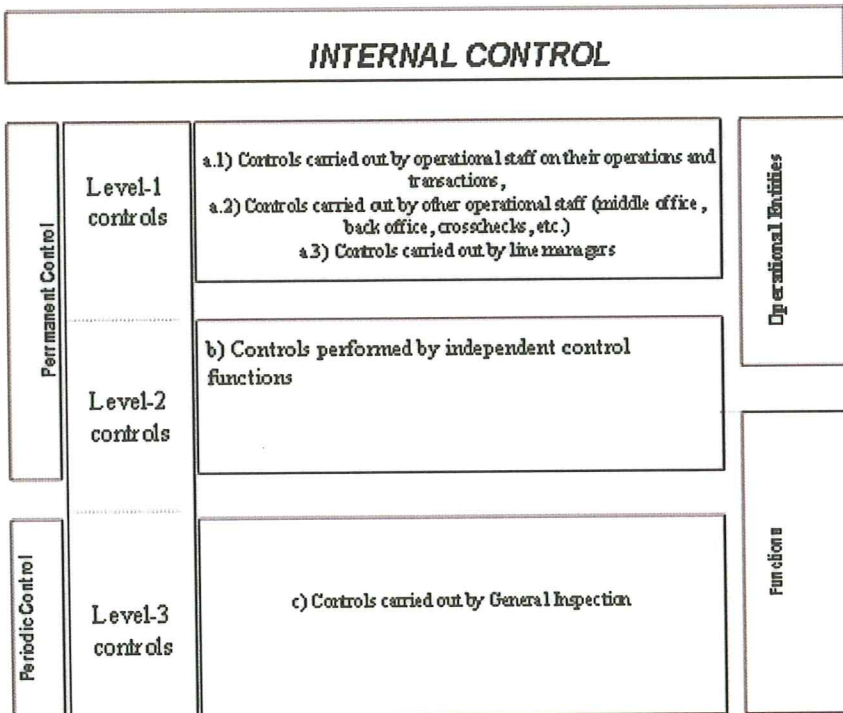 INTERNAL CONTROL
Permanent Control
Level-1
controls
a.1) Controls carried out by operational staff on their operations and
transactions,
a.2) Controls carried out by other operational staff (middle office,
back office, crosschecks, etc.)
a.3) Controls carried out by line managers
Operational Entities
Level-2
controls
b) Controls performed by independent control
functions
Functions
Periodic Control
Level-3
controls
c) Controls carried out by General Inspection